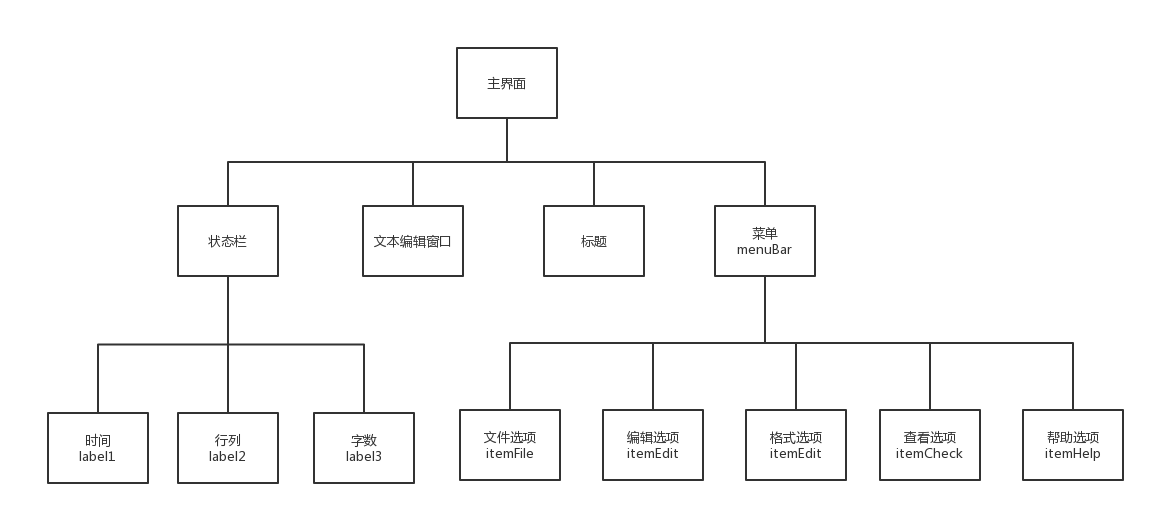 主界面
状态栏
文本编辑窗口
标题
菜单
menuBar
时间
label1
行列
label2
字数
label3
文件选项
itemFile
编辑选项
itemEdit
格式选项
itemEdit
查看选项
itemCheck
帮助选项
itemHelp